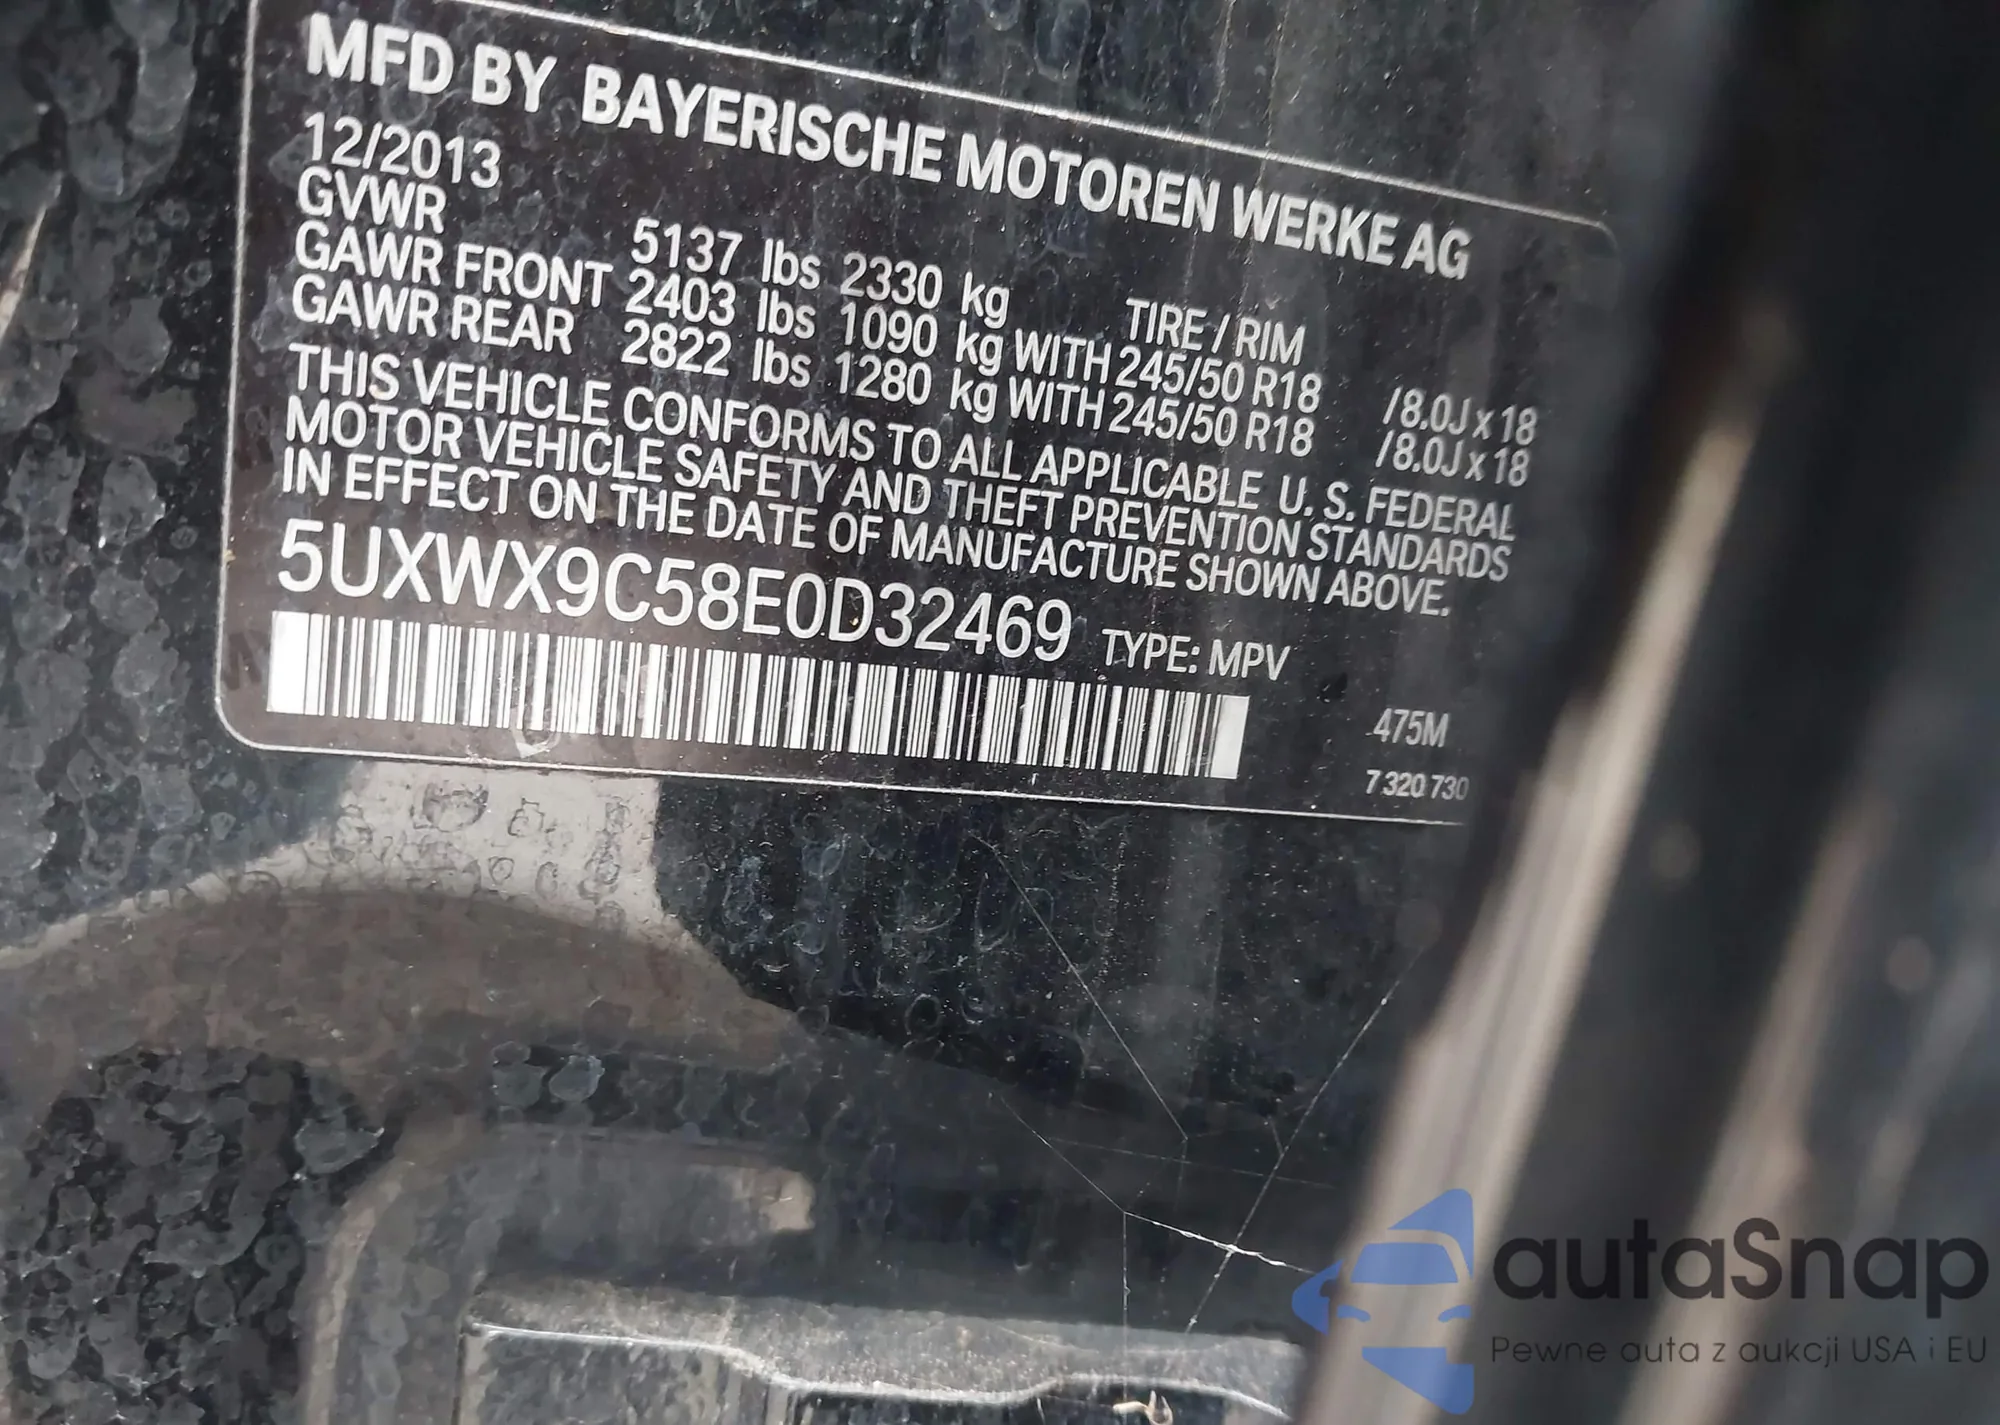 MFD BY BAYERISCHE MOTOREN WERKE AG
12/2013
GVWR 5137 lbs 2330 kg TIRE / RIM
GAWR FRONT 2403 lbs 1090 kg WITH 245/50 R18 /8.0J x 18
GAWR REAR 2822 lbs 1280 kg WITH 245/50 R18 /8.0J x 18
THIS VEHICLE CONFORMS TO ALL APPLICABLE U. S. FEDERAL
MOTOR VEHICLE SAFETY AND THEFT PREVENTION STANDARDS
IN EFFECT ON THE DATE OF MANUFACTURE SHOWN ABOVE.
5UXWX9C58E0D32469 TYPE: MPV
475M
7 320 730
autaSnap
Pewne auta z aukcji USA i EU